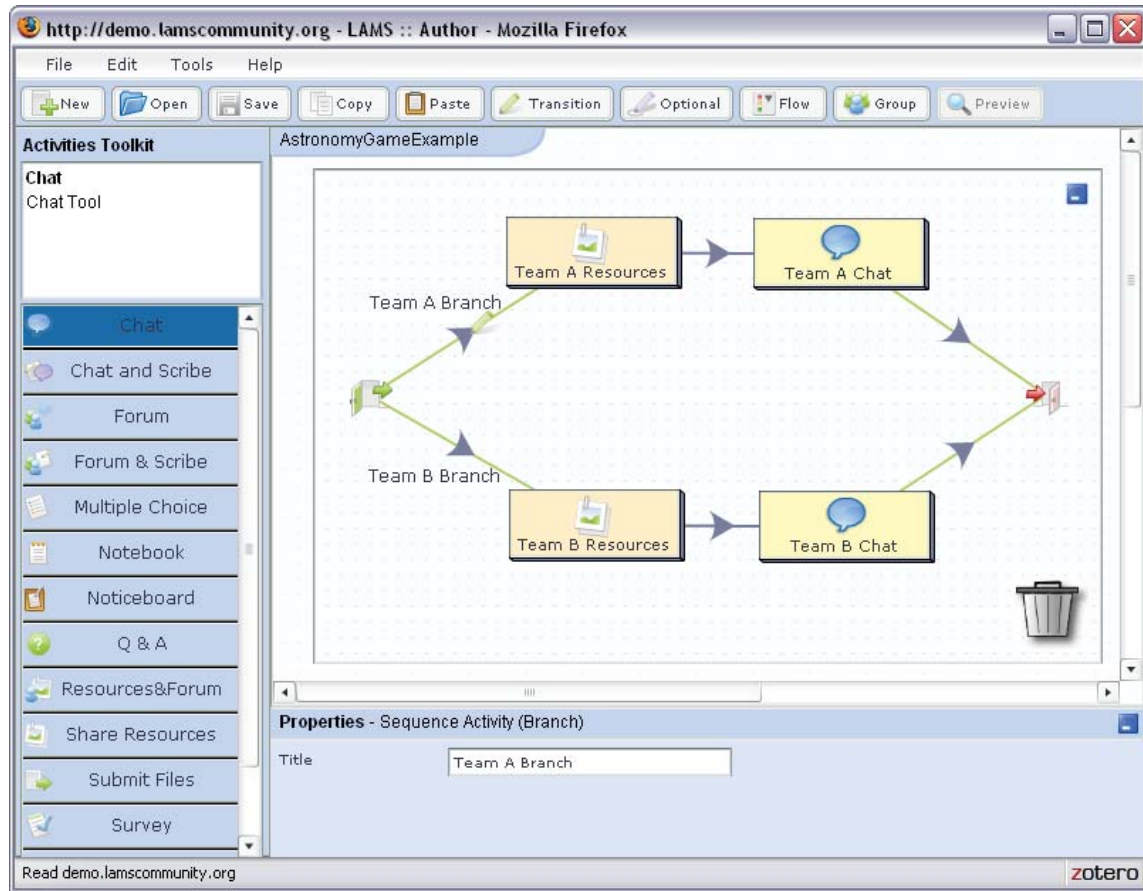 http://demo.lamscommunity.org - LAMS :: Author - Mozilla Firefox
File Edit Tools Help
New Open Save Copy Paste Transition Optional Flow Group Preview
Activities Toolkit
Chat
Chat Tool
Chat
Chat and Scribe
Forum
Forum & Scribe
Multiple Choice
Notebook
Noticeboard
Q & A
Resources&Forum
Share Resources
Submit Files
Survey
AstronomyGameExample
Team A Resources
Team A Chat
Team A Branch
Team B Branch
Team B Resources
Team B Chat
Properties - Sequence Activity (Branch)
Title
Team A Branch
Read demo.lamscommunity.org
zotero